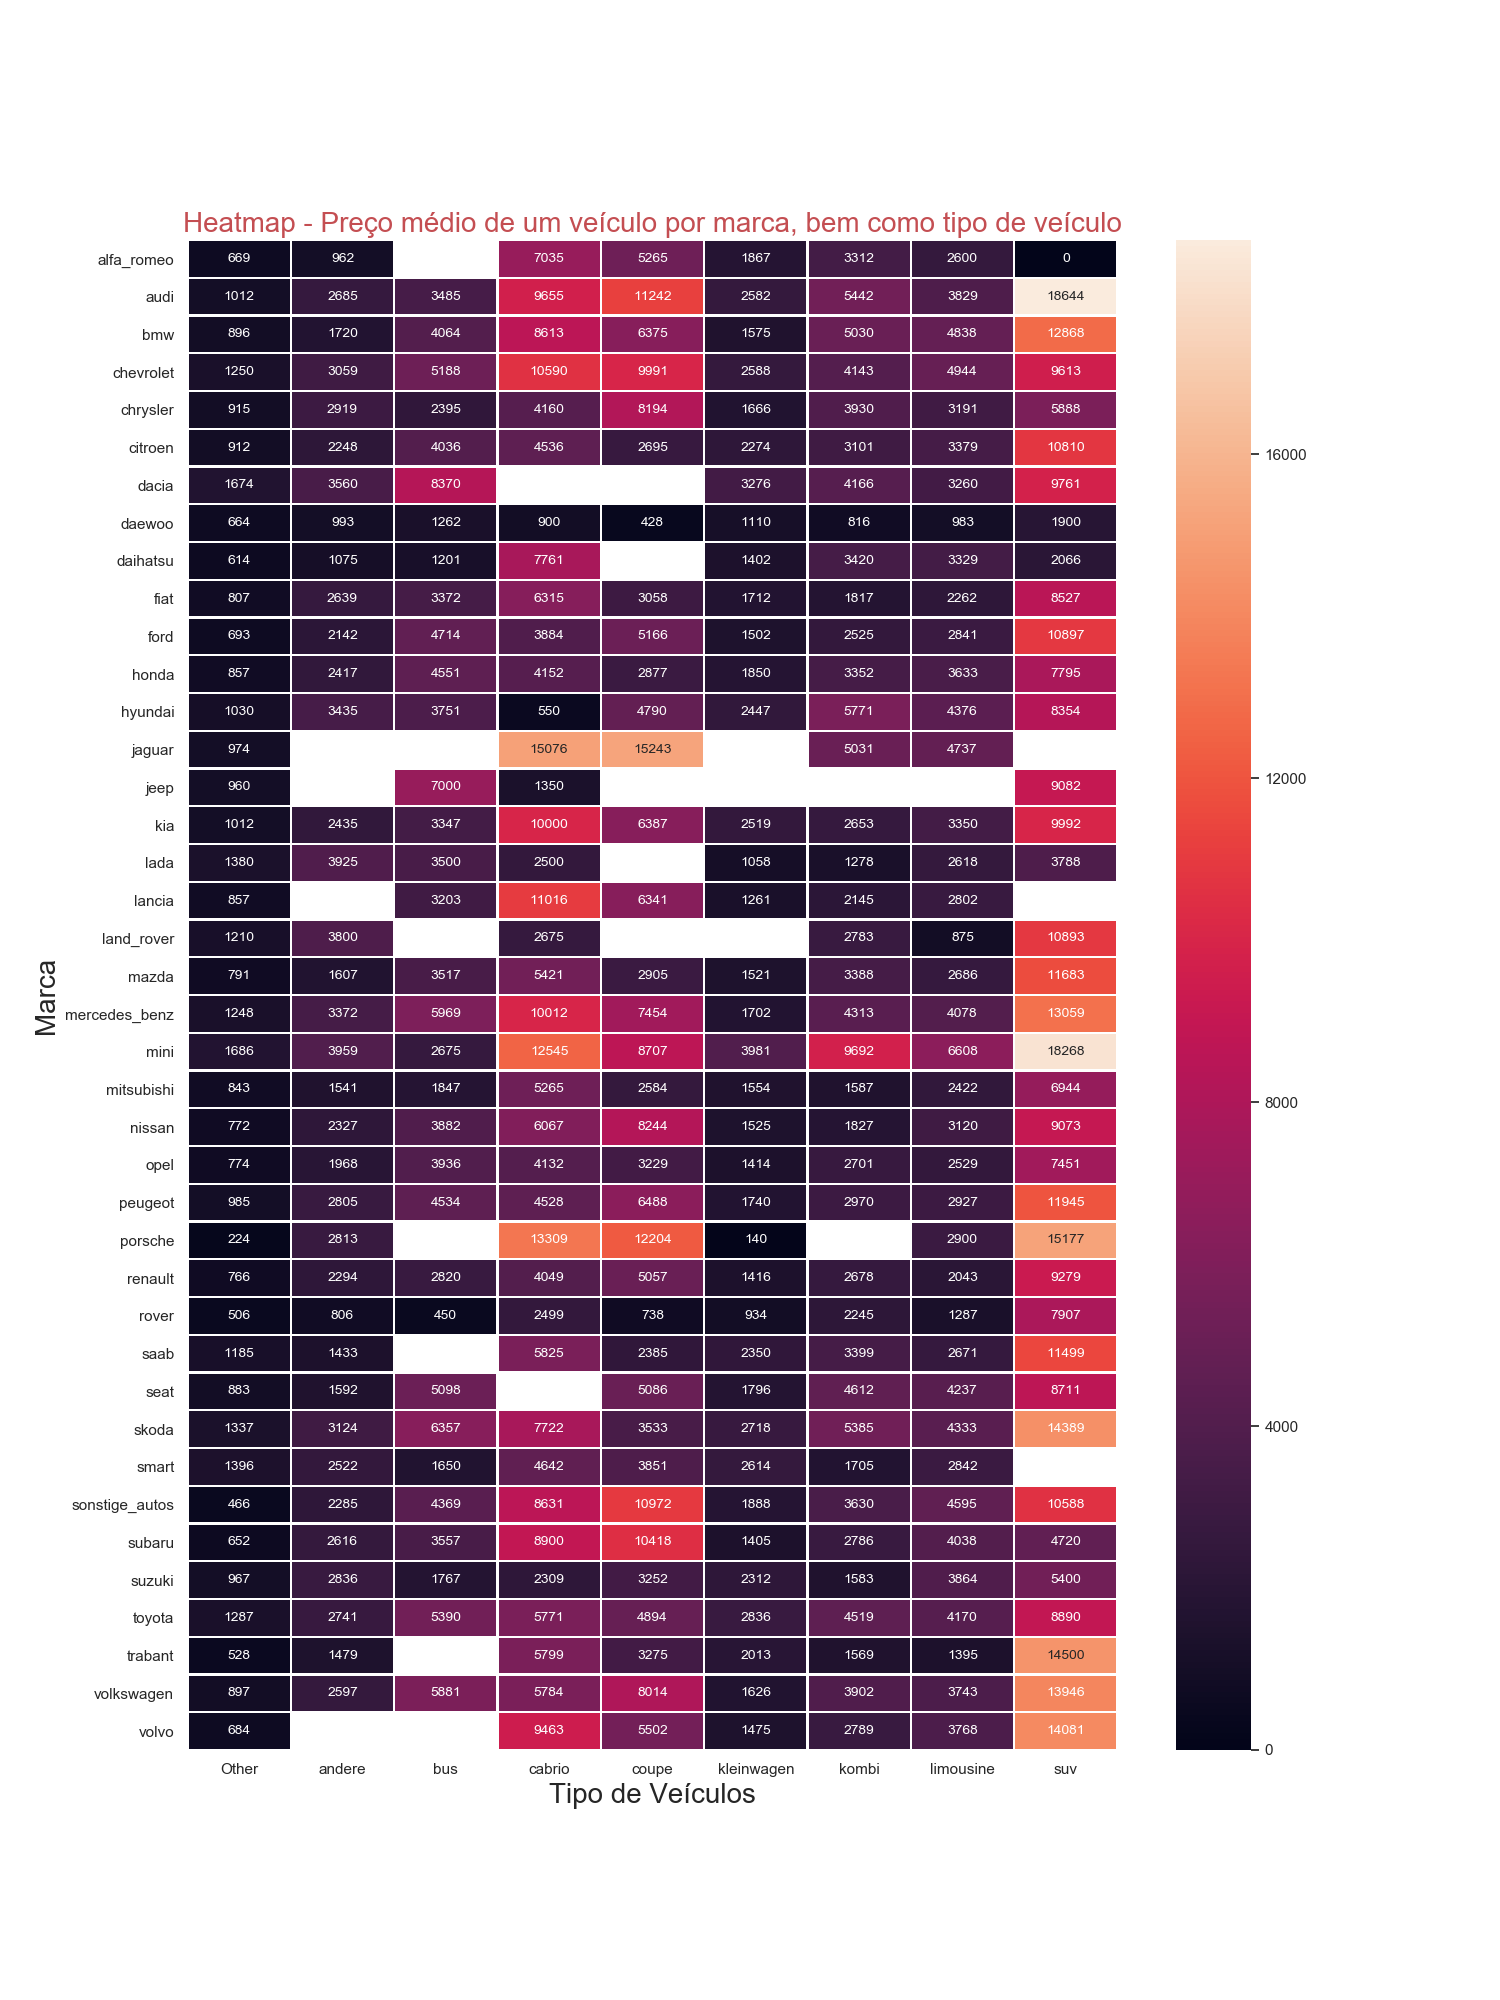 Heatmap - Preço médio de um veículo por marca, bem como tipo de veículo
alfa_romeo 669 962 7035 5265 1867 3312 2600 0
audi 1012 2685 3485 9655 11242 2582 5442 3829 18644
bmw 896 1720 4064 8613 6375 1575 5030 4838 12868
chevrolet 1250 3059 5188 10590 9991 2588 4143 4944 9613
chrysler 915 2919 2395 4160 8194 1666 3930 3191 5888
citroen 912 2248 4036 4536 2695 2274 3101 3379 10810
16000
dacia 1674 3560 8370 3276 4166 3260 9761
daewoo 664 993 1262 900 428 1110 816 983 1900
daihatsu 614 1075 1201 7761 1402 3420 3329 2066
fiat 807 2639 3372 6315 3058 1712 1817 2262 8527
ford 693 2142 4714 3884 5166 1502 2525 2841 10897
honda 857 2417 4551 4152 2877 1850 3352 3633 7795
hyundai 1030 3435 3751 550 4790 2447 5771 4376 8354
jaguar 974 15076 15243 5031 4737
12000
jeep 960 7000 1350 9082
kia 1012 2435 3347 10000 6387 2519 2653 3350 9992
lada 1380 3925 3500 2500 1058 1278 2618 3788
lancia 857 3203 11016 6341 1261 2145 2802
land_rover 1210 3800 2675 2783 875 10893
mazda 791 1607 3517 5421 2905 1521 3388 2686 11683
Marca
mercedes_benz 1248 3372 5969 10012 7454 1702 4313 4078 13059
mini 1686 3959 2675 12545 8707 3981 9692 6608 18268
mitsubishi 843 1541 1847 5265 2584 1554 1587 2422 6944
8000
nissan 772 2327 3882 6067 8244 1525 1827 3120 9073
opel 774 1968 3936 4132 3229 1414 2701 2529 7451
peugeot 985 2805 4534 4528 6488 1740 2970 2927 11945
porsche 224 2813 13309 12204 140 2900 15177
renault 766 2294 2820 4049 5057 1416 2678 2043 9279
rover 506 806 450 2499 738 934 2245 1287 7907
saab 1185 1433 5825 2385 2350 3399 2671 11499
seat 883 1592 5098 5086 1796 4612 4237 8711
skoda 1337 3124 6357 7722 3533 2718 5385 4333 14389
4000
smart 1396 2522 1650 4642 3851 2614 1705 2842
sonstige_autos 466 2285 4369 8631 10972 1888 3630 4595 10588
subaru 652 2616 3557 8900 10418 1405 2786 4038 4720
suzuki 967 2836 1767 2309 3252 2312 1583 3864 5400
toyota 1287 2741 5390 5771 4894 2836 4519 4170 8890
trabant 528 1479 5799 3275 2013 1569 1395 14500
volkswagen 897 2597 5881 5784 8014 1626 3902 3743 13946
volvo 684 9463 5502 1475 2789 3768 14081
0
Other andere bus cabrio coupe kleinwagen kombi limousine suv
Tipo de Veículos